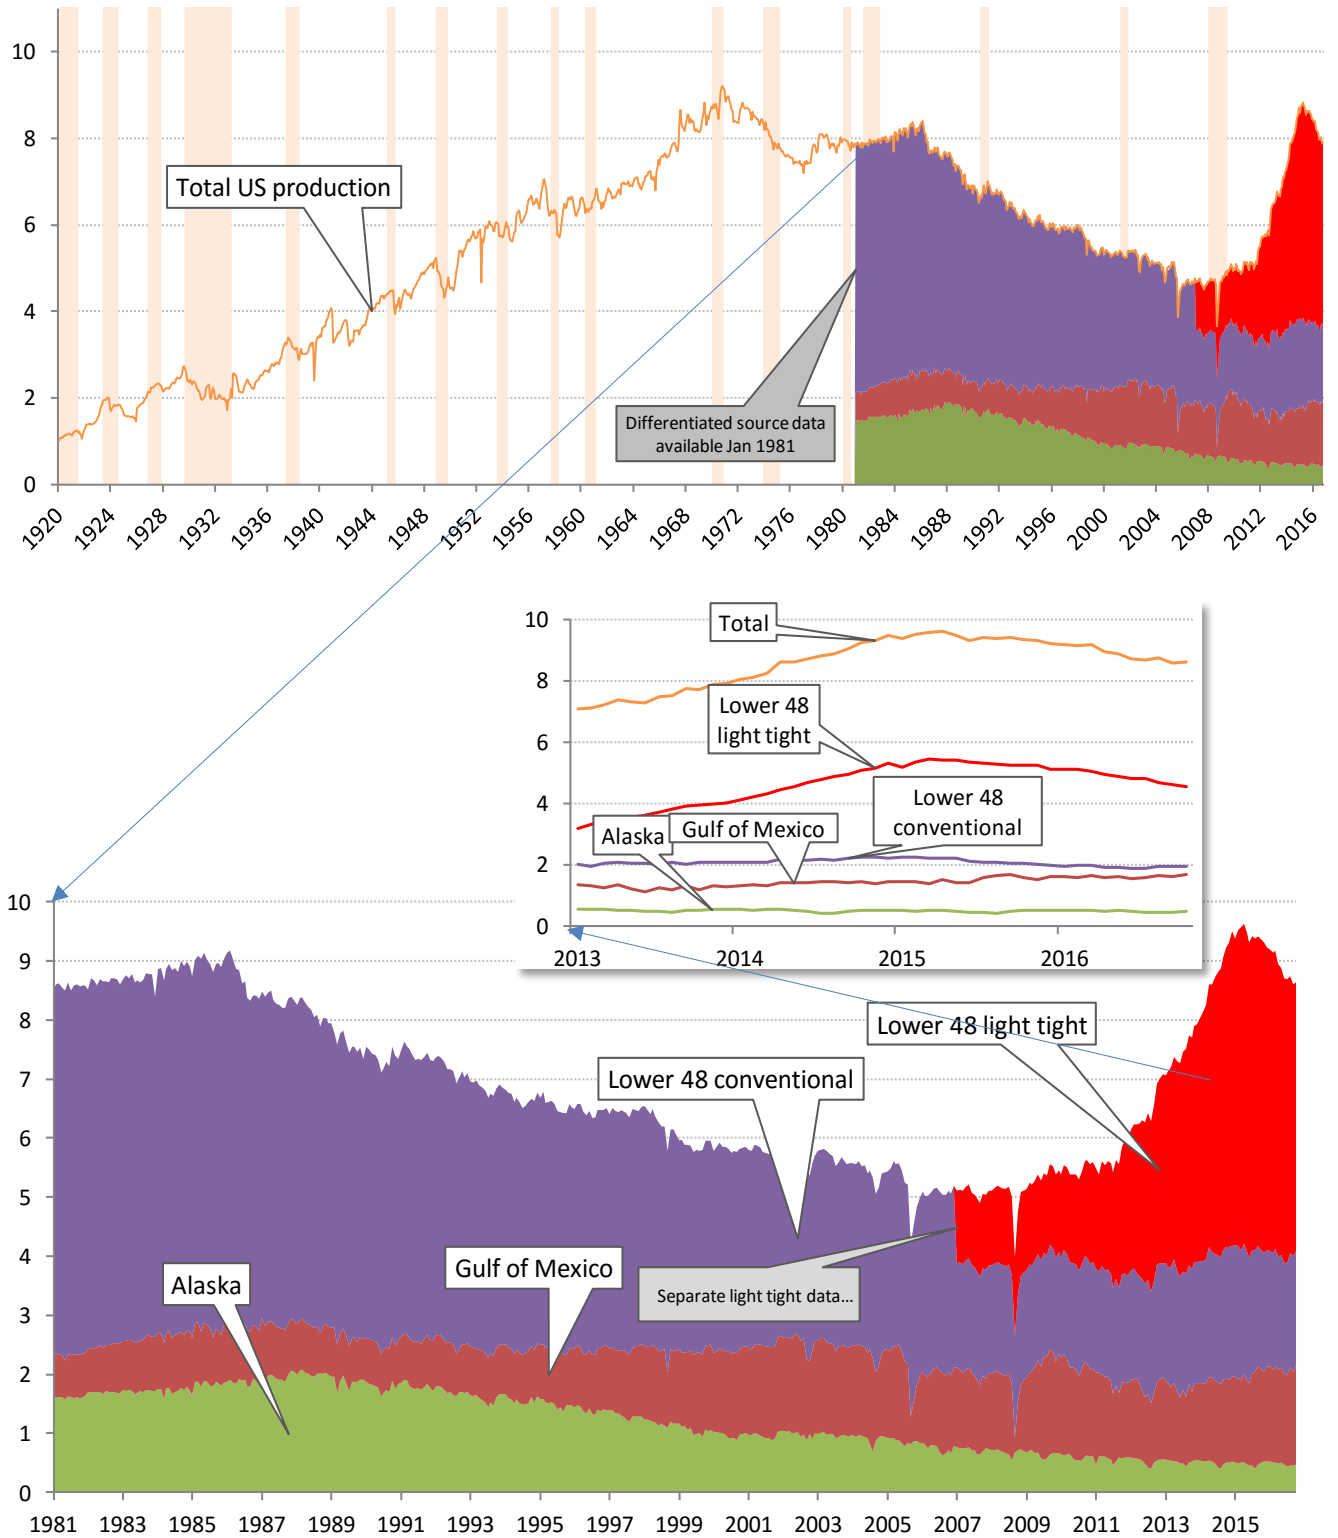 10
8
6
4
2
0
Total US production
Differentiated source data
available Jan 1981
1920 1924 1928 1932 1936 1940 1944 1948 1952 1956 1960 1964 1968 1972 1976 1980 1984 1988 1992 1996 2000 2004 2008 2012 2016
10
8
6
4
2
0
Total
Lower 48
light tight
Lower 48
conventional
Gulf of Mexico
Alaska
2013 2014 2015 2016
10
9
8
7
6
5
4
3
2
1
0
Lower 48 light tight
Lower 48 conventional
Gulf of Mexico
Alaska
Separate light tight data...
1981 1983 1985 1987 1989 1991 1993 1995 1997 1999 2001 2003 2005 2007 2009 2011 2013 2015